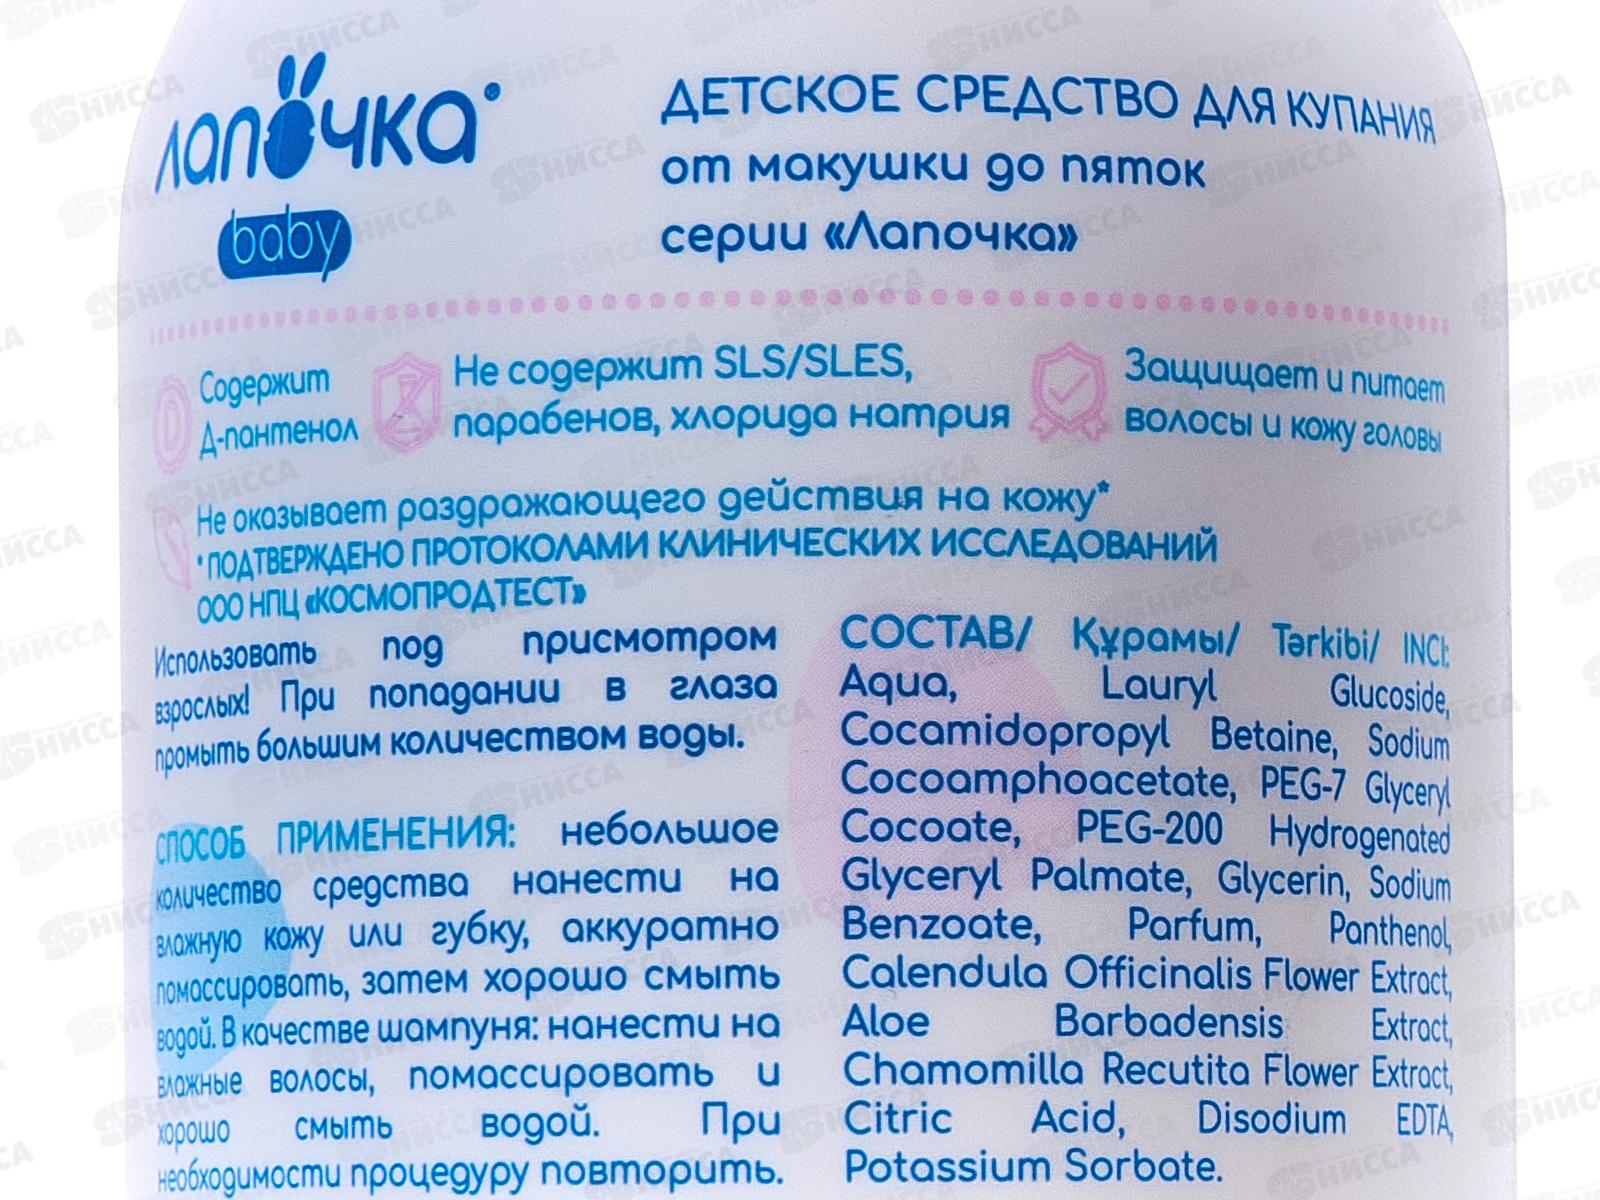 лапочка
baby
ДЕТСКОЕ СРЕДСТВО ДЛЯ КУПАНИЯ
от макушки до пяток
серии «Лапочка»
Содержит
Д-пантенол
Не содержит SLS/SLES,
парабенов, хлорида натрия
Защищает и питает
волосы и кожу головы
Не оказывает раздражающего действия на кожу*
*ПОДТВЕРЖДЕНО ПРОТОКОЛАМИ КЛИНИЧЕСКИХ ИССЛЕДОВАНИЙ
ООО НПЦ «КОСМОПРОДТЕСТ»
Использовать под присмотром
взрослых! При попадании в глаза
промыть большим количеством воды.
СПОСОБ ПРИМЕНЕНИЯ: небольшое
количество средства нанести на
влажную кожу или губку, аккуратно
помассировать, затем хорошо смыть
водой. В качестве шампуня: нанести на
влажные волосы, помассировать и
хорошо смыть водой. При
необходимости процедуру повторить.
СОСТАВ/ Құрамы/ Tərkibi/ INCI:
Aqua, Lauryl Glucoside,
Cocamidopropyl Betaine, Sodium
Cocoamphoacetate, PEG-7 Glyceryl
Cocoate, PEG-200 Hydrogenated
Glyceryl Palmate, Glycerin, Sodium
Benzoate, Parfum, Panthenol,
Calendula Officinalis Flower Extract,
Aloe Barbadensis Extract,
Chamomilla Recutita Flower Extract,
Citric Acid, Disodium EDTA,
Potassium Sorbate.
НИССА